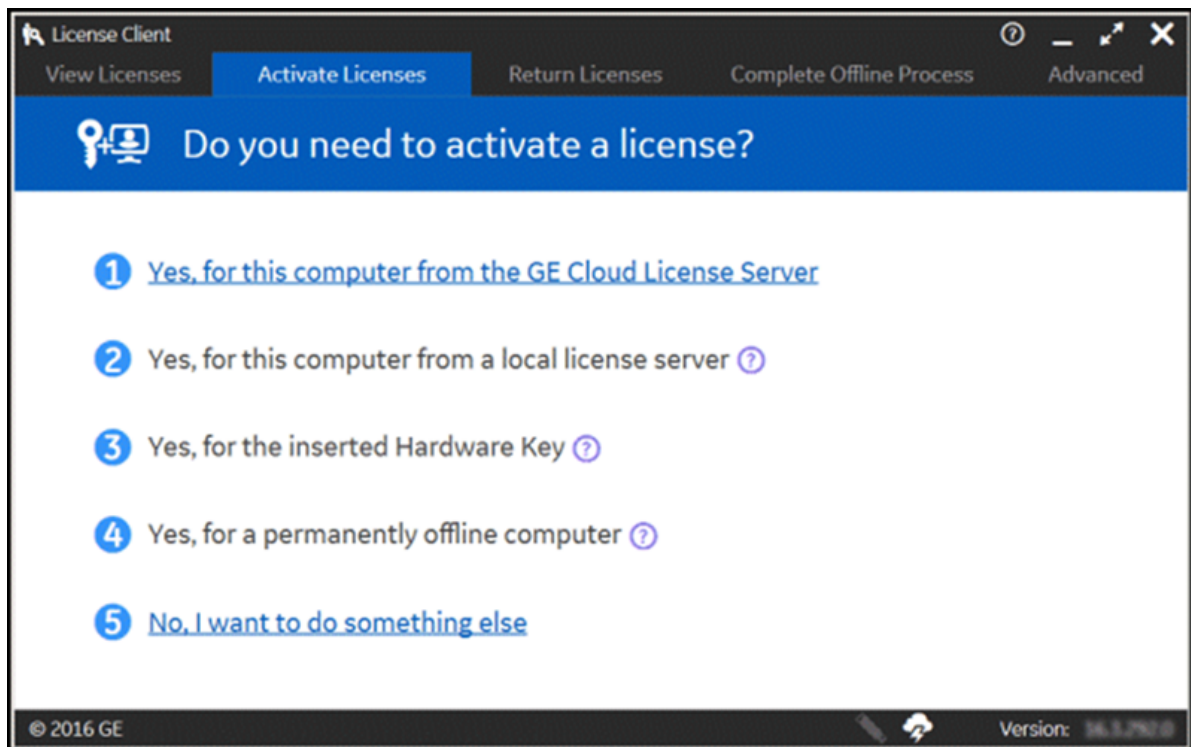 License Client
View Licenses Activate Licenses Return Licenses Complete Offline Process Advanced
Do you need to activate a license?
1 Yes, for this computer from the GE Cloud License Server
2 Yes, for this computer from a local license server ?
3 Yes, for the inserted Hardware Key ?
4 Yes, for a permanently offline computer ?
5 No, I want to do something else
© 2016 GE Version: